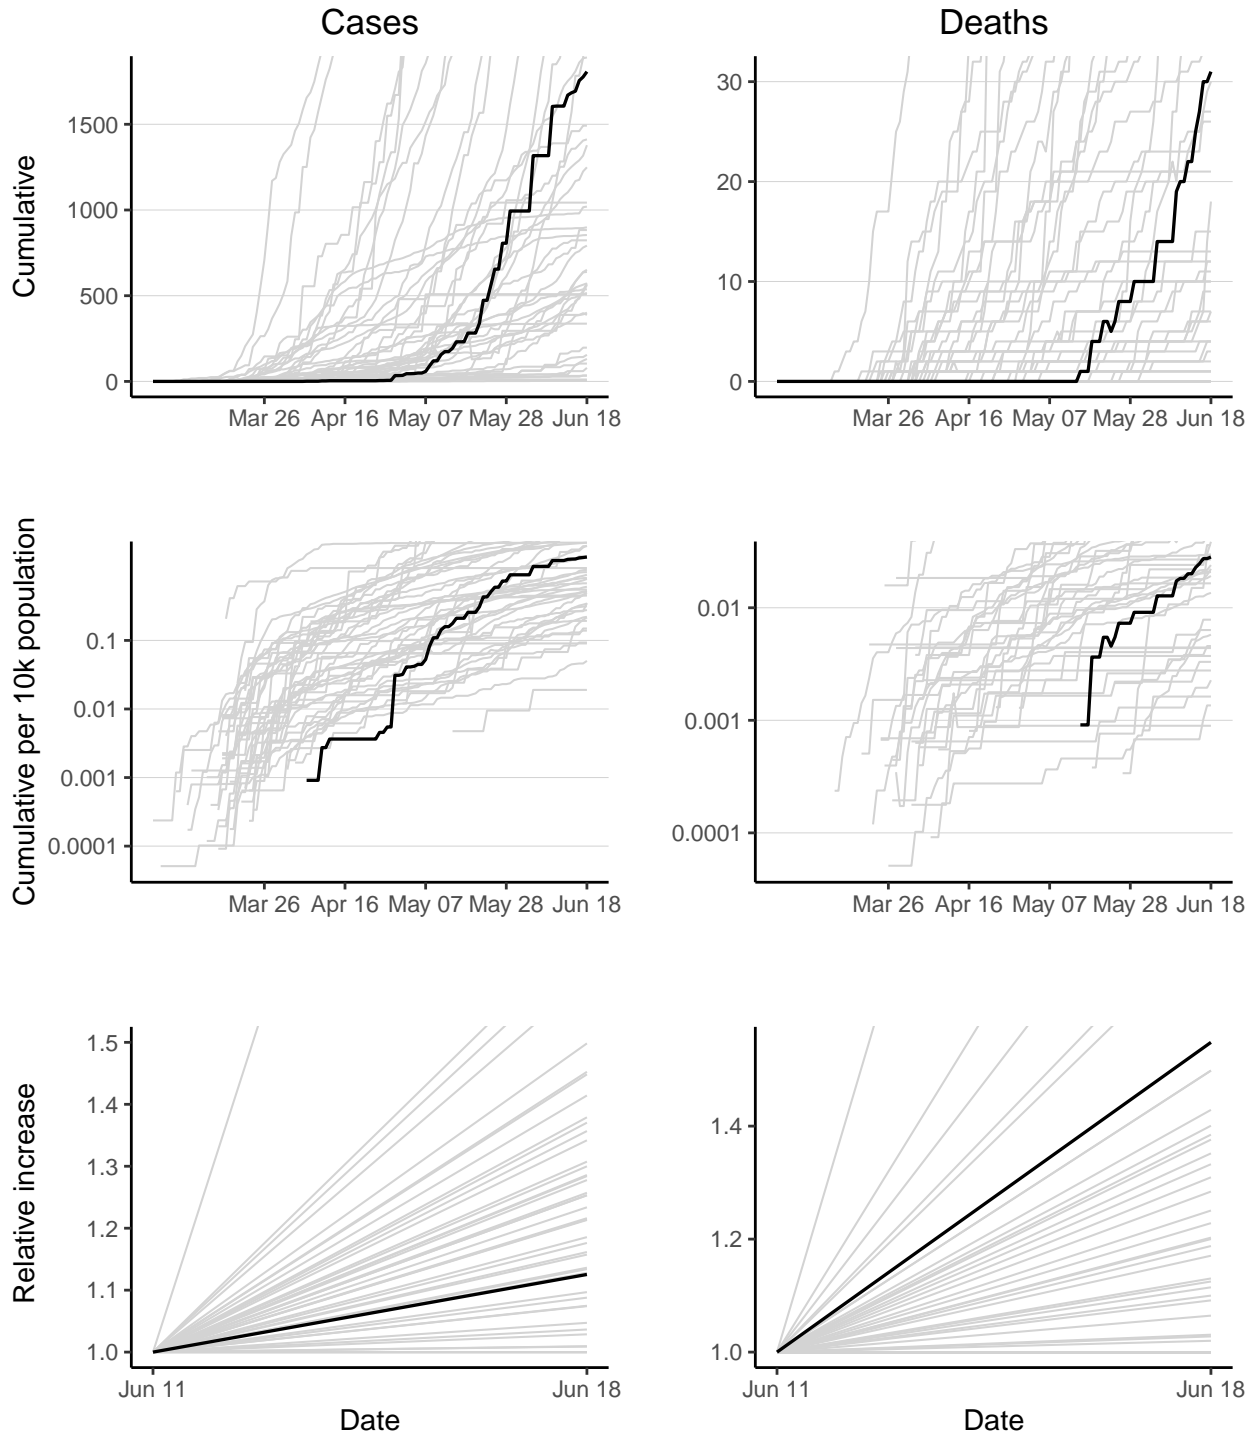 Cases
Deaths
Cumulative
1500
1000
500
0
Mar 26 Apr 16 May 07 May 28 Jun 18
30
20
10
0
Mar 26 Apr 16 May 07 May 28 Jun 18
Cumulative per 10k population
0.1
0.01
0.001
0.0001
Mar 26 Apr 16 May 07 May 28 Jun 18
0.01
0.001
0.0001
Mar 26 Apr 16 May 07 May 28 Jun 18
Relative increase
1.5
1.4
1.3
1.2
1.1
1.0
Jun 11 Jun 18
Date
1.4
1.2
1.0
Jun 11 Jun 18
Date